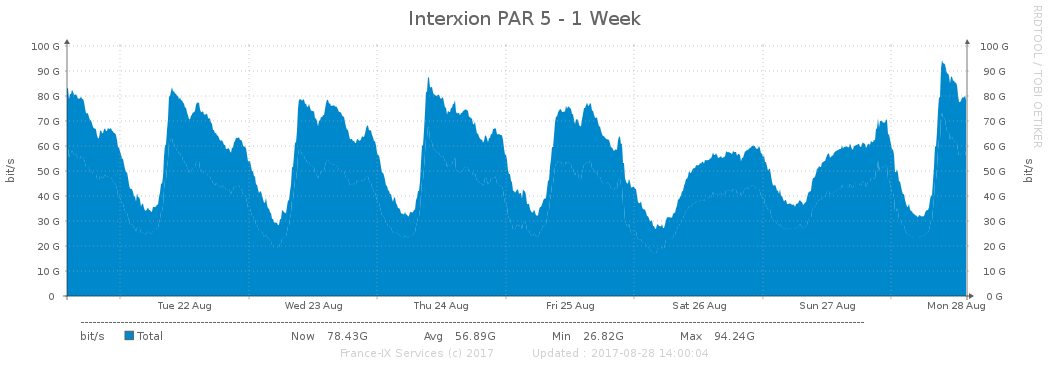 Interxion PAR 5 - 1 Week
RRDTOOL / TOBI OETIKER
bit/s
100 G 100 G
90 G 90 G
80 G 80 G
70 G 70 G
60 G 60 G
50 G 50 G
40 G 40 G
30 G 30 G
20 G 20 G
10 G 10 G
0 0 G
bit/s
Tue 22 Aug Wed 23 Aug Thu 24 Aug Fri 25 Aug Sat 26 Aug Sun 27 Aug Mon 28 Aug
bit/s Total Now 78.43G Avg 56.89G Min 26.82G Max 94.24G
France-IX Services (c) 2017 Updated : 2017-08-28 14:00:04